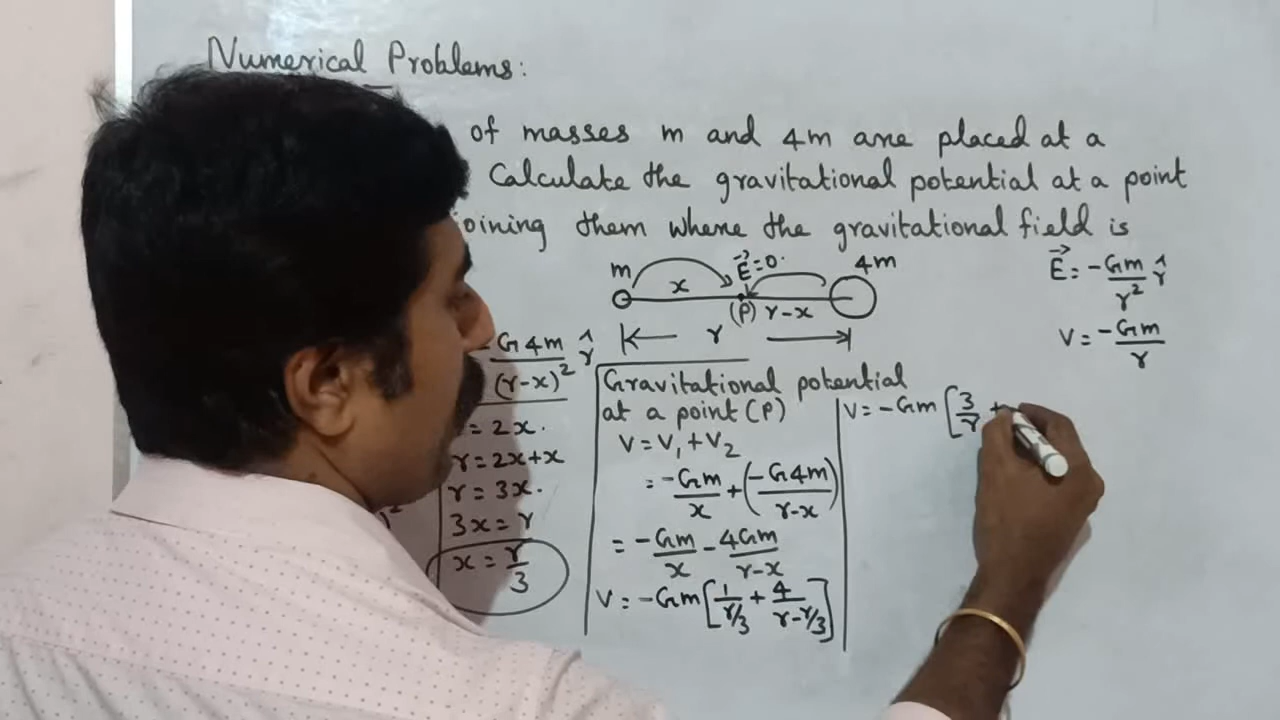 Numerical Problems:
of masses m and 4m are placed at a
Calculate the gravitational potential at a point
joining them where the gravitational field is
m x E⃗=0. 4m
(P) r-x
r
E⃗ = -Gm/r² r̂
V = -Gm/r
G4m/(r-x)² r̂
= 2x.
r = 2x+x
r = 3x.
3x = r
x = r/3
Gravitational potential
at a point (P)
V = V₁ + V₂
= -Gm/x + (-G4m/r-x)
= -Gm/x - 4Gm/r-x
V = -Gm[1/r/3 + 4/r-r/3]
V = -Gm[3/r +